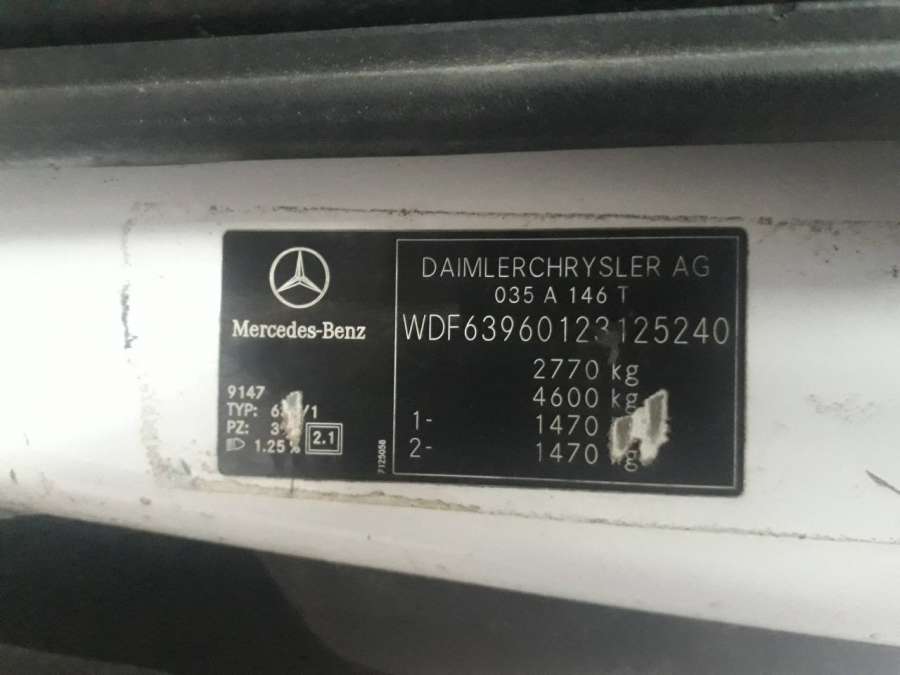 Mercedes-Benz
9147
TYP:
PZ:
1.25%
2.1
7125058
DAIMLERCHRYSLER AG
035 A 146 T
WDF63960123125240
2770 kg
4600 kg
1- 1470
2- 1470 kg